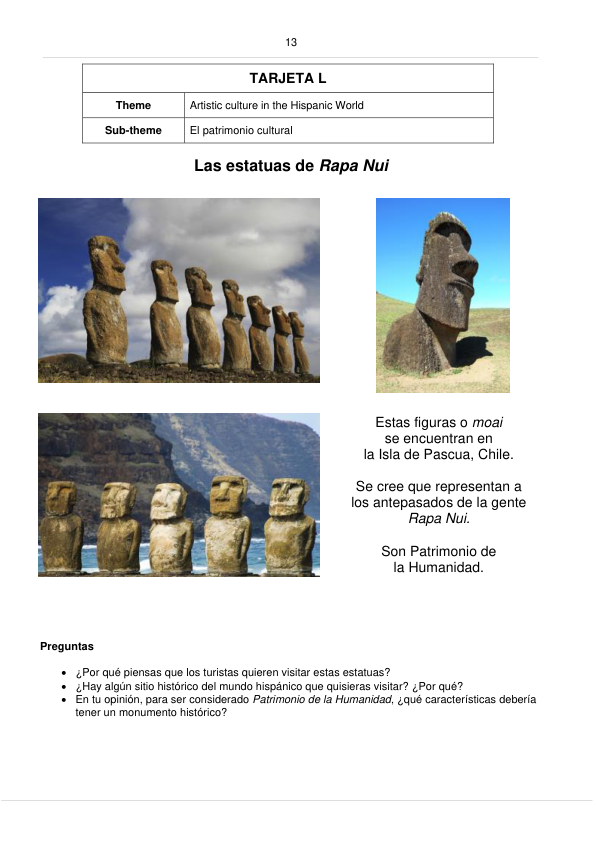 13
TARJETA L
Theme Artistic culture in the Hispanic World
Sub-theme El patrimonio cultural
Las estatuas de Rapa Nui
Estas figuras o moai
se encuentran en
la Isla de Pascua, Chile.
Se cree que representan a
los antepasados de la gente
Rapa Nui.
Son Patrimonio de
la Humanidad.
Preguntas
• ¿Por qué piensas que los turistas quieren visitar estas estatuas?
• ¿Hay algún sitio histórico del mundo hispánico que quisieras visitar? ¿Por qué?
• En tu opinión, para ser considerado Patrimonio de la Humanidad, ¿qué características debería
tener un monumento histórico?